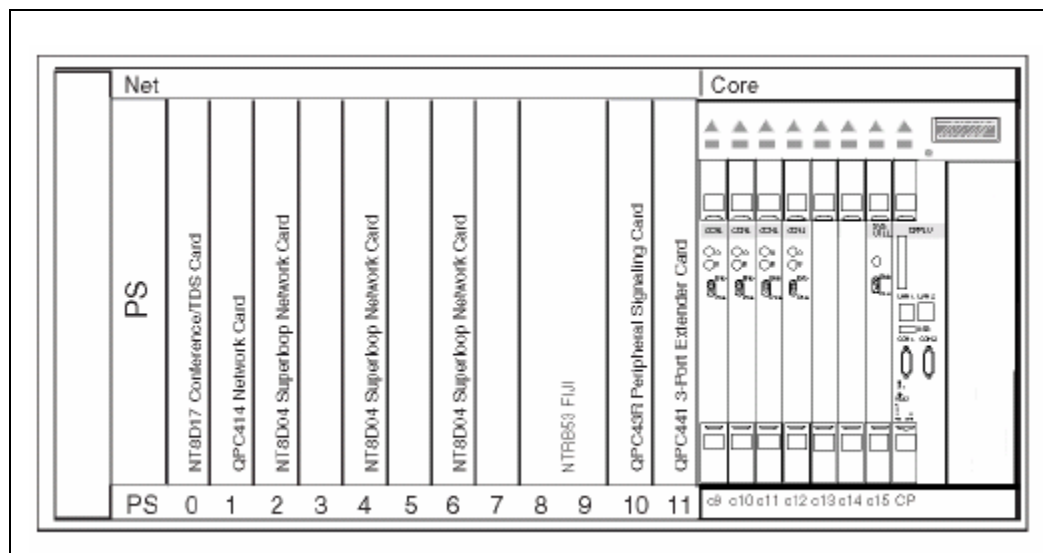 Net
Core
PS
NT8D17 Conference/TDS Card
QPC414 Network Card
NT8D04 Superloop Network Card
NT8D04 Superloop Network Card
NT8D04 Superloop Network Card
NTRB53 FIJI
QPC43R Peripheral Signaling Card
QPC441 3-Port Extender Card
PS 0 1 2 3 4 5 6 7 8 9 10 11 c9 c10 c11 c12 c13 c14 c15 CP